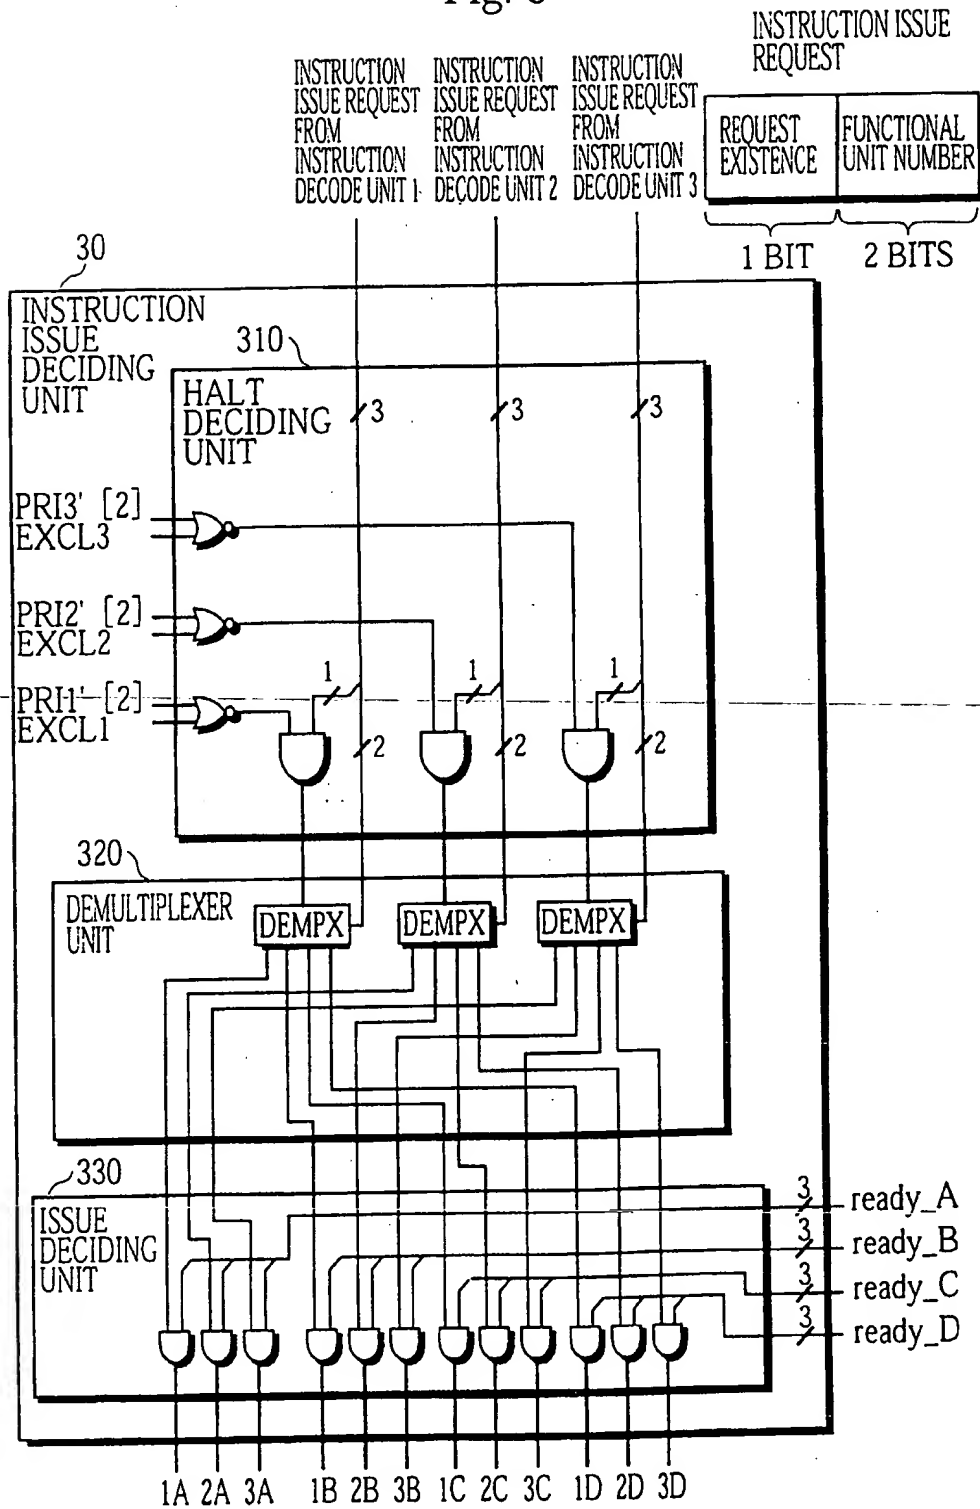 INSTRUCTION ISSUE
REQUEST
INSTRUCTION
ISSUE REQUEST
FROM
INSTRUCTION
DECODE UNIT 1
INSTRUCTION
ISSUE REQUEST
FROM
INSTRUCTION
DECODE UNIT 2
INSTRUCTION
ISSUE REQUEST
FROM
INSTRUCTION
DECODE UNIT 3
REQUEST
EXISTENCE
FUNCTIONAL
UNIT NUMBER
1 BIT
2 BITS
30
INSTRUCTION
ISSUE
DECIDING
UNIT
310
HALT
DECIDING
UNIT
3
3
3
PRI3' [2]
EXCL3
PRI2' [2]
EXCL2
PRI1' [2]
EXCL1
1
1
1
2
2
2
320
DEMULTIPLEXER
UNIT
DEMPX
DEMPX
DEMPX
330
ISSUE
DECIDING
UNIT
3
ready_A
3
ready_B
3
ready_C
3
ready_D
1A 2A 3A 1B 2B 3B 1C 2C 3C 1D 2D 3D